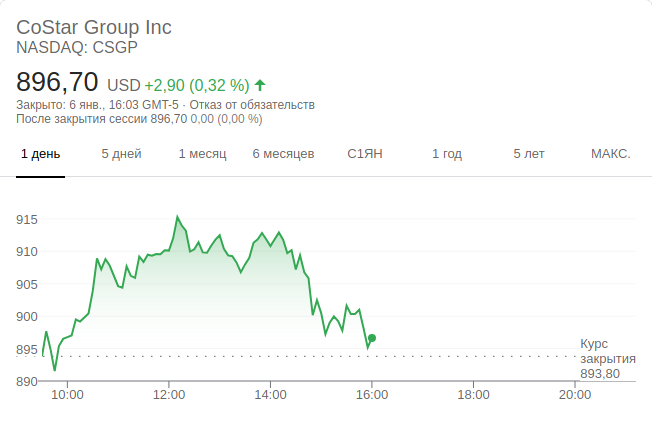 CoStar Group Inc
NASDAQ: CSGP
896,70 USD +2,90 (0,32 %)
Закрыто: 6 янв., 16:03 GMT-5 · Отказ от обязательств
После закрытия сессии 896,70 0,00 (0,00 %)
1 день 5 дней 1 месяц 6 месяцев С1ЯН 1 год 5 лет МАКС.
915
910
905
900
895
890
Курс
закрытия
893,80
10:00 12:00 14:00 16:00 18:00 20:00